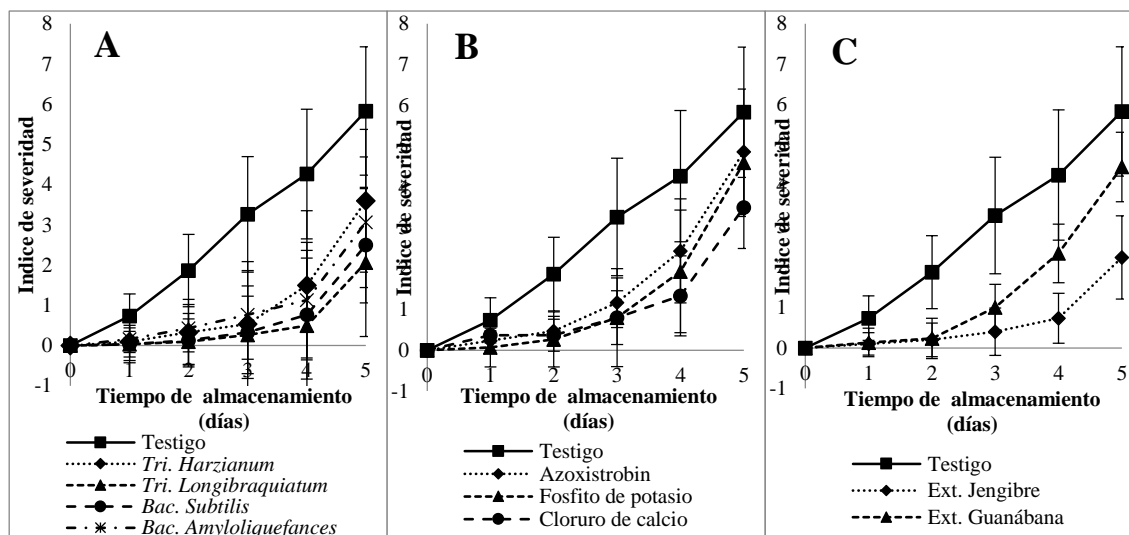 A
8
7
6
5
4
3
2
1
0
-1
Indice de severidad
0
1
2
3
4
5
Tiempo de almacenamiento
(días)
Testigo
Tri. Harzianum
Tri. Longibraquiatum
Bac. Subtilis
Bac. Amyloliquefances
B
8
7
6
5
4
1
0
-1
Indice de severidad
0
1
2
3
4
5
Tiempo de almacenamiento
(días)
Testigo
Azoxistrobin
Fosfito de potasio
Cloruro de calcio
C
8
7
6
5
4
1
0
-1
Indice de severidad
0
1
2
3
4
5
Tiempo de almacenamiento
(días)
Testigo
Ext. Jengibre
Ext. Guanábana